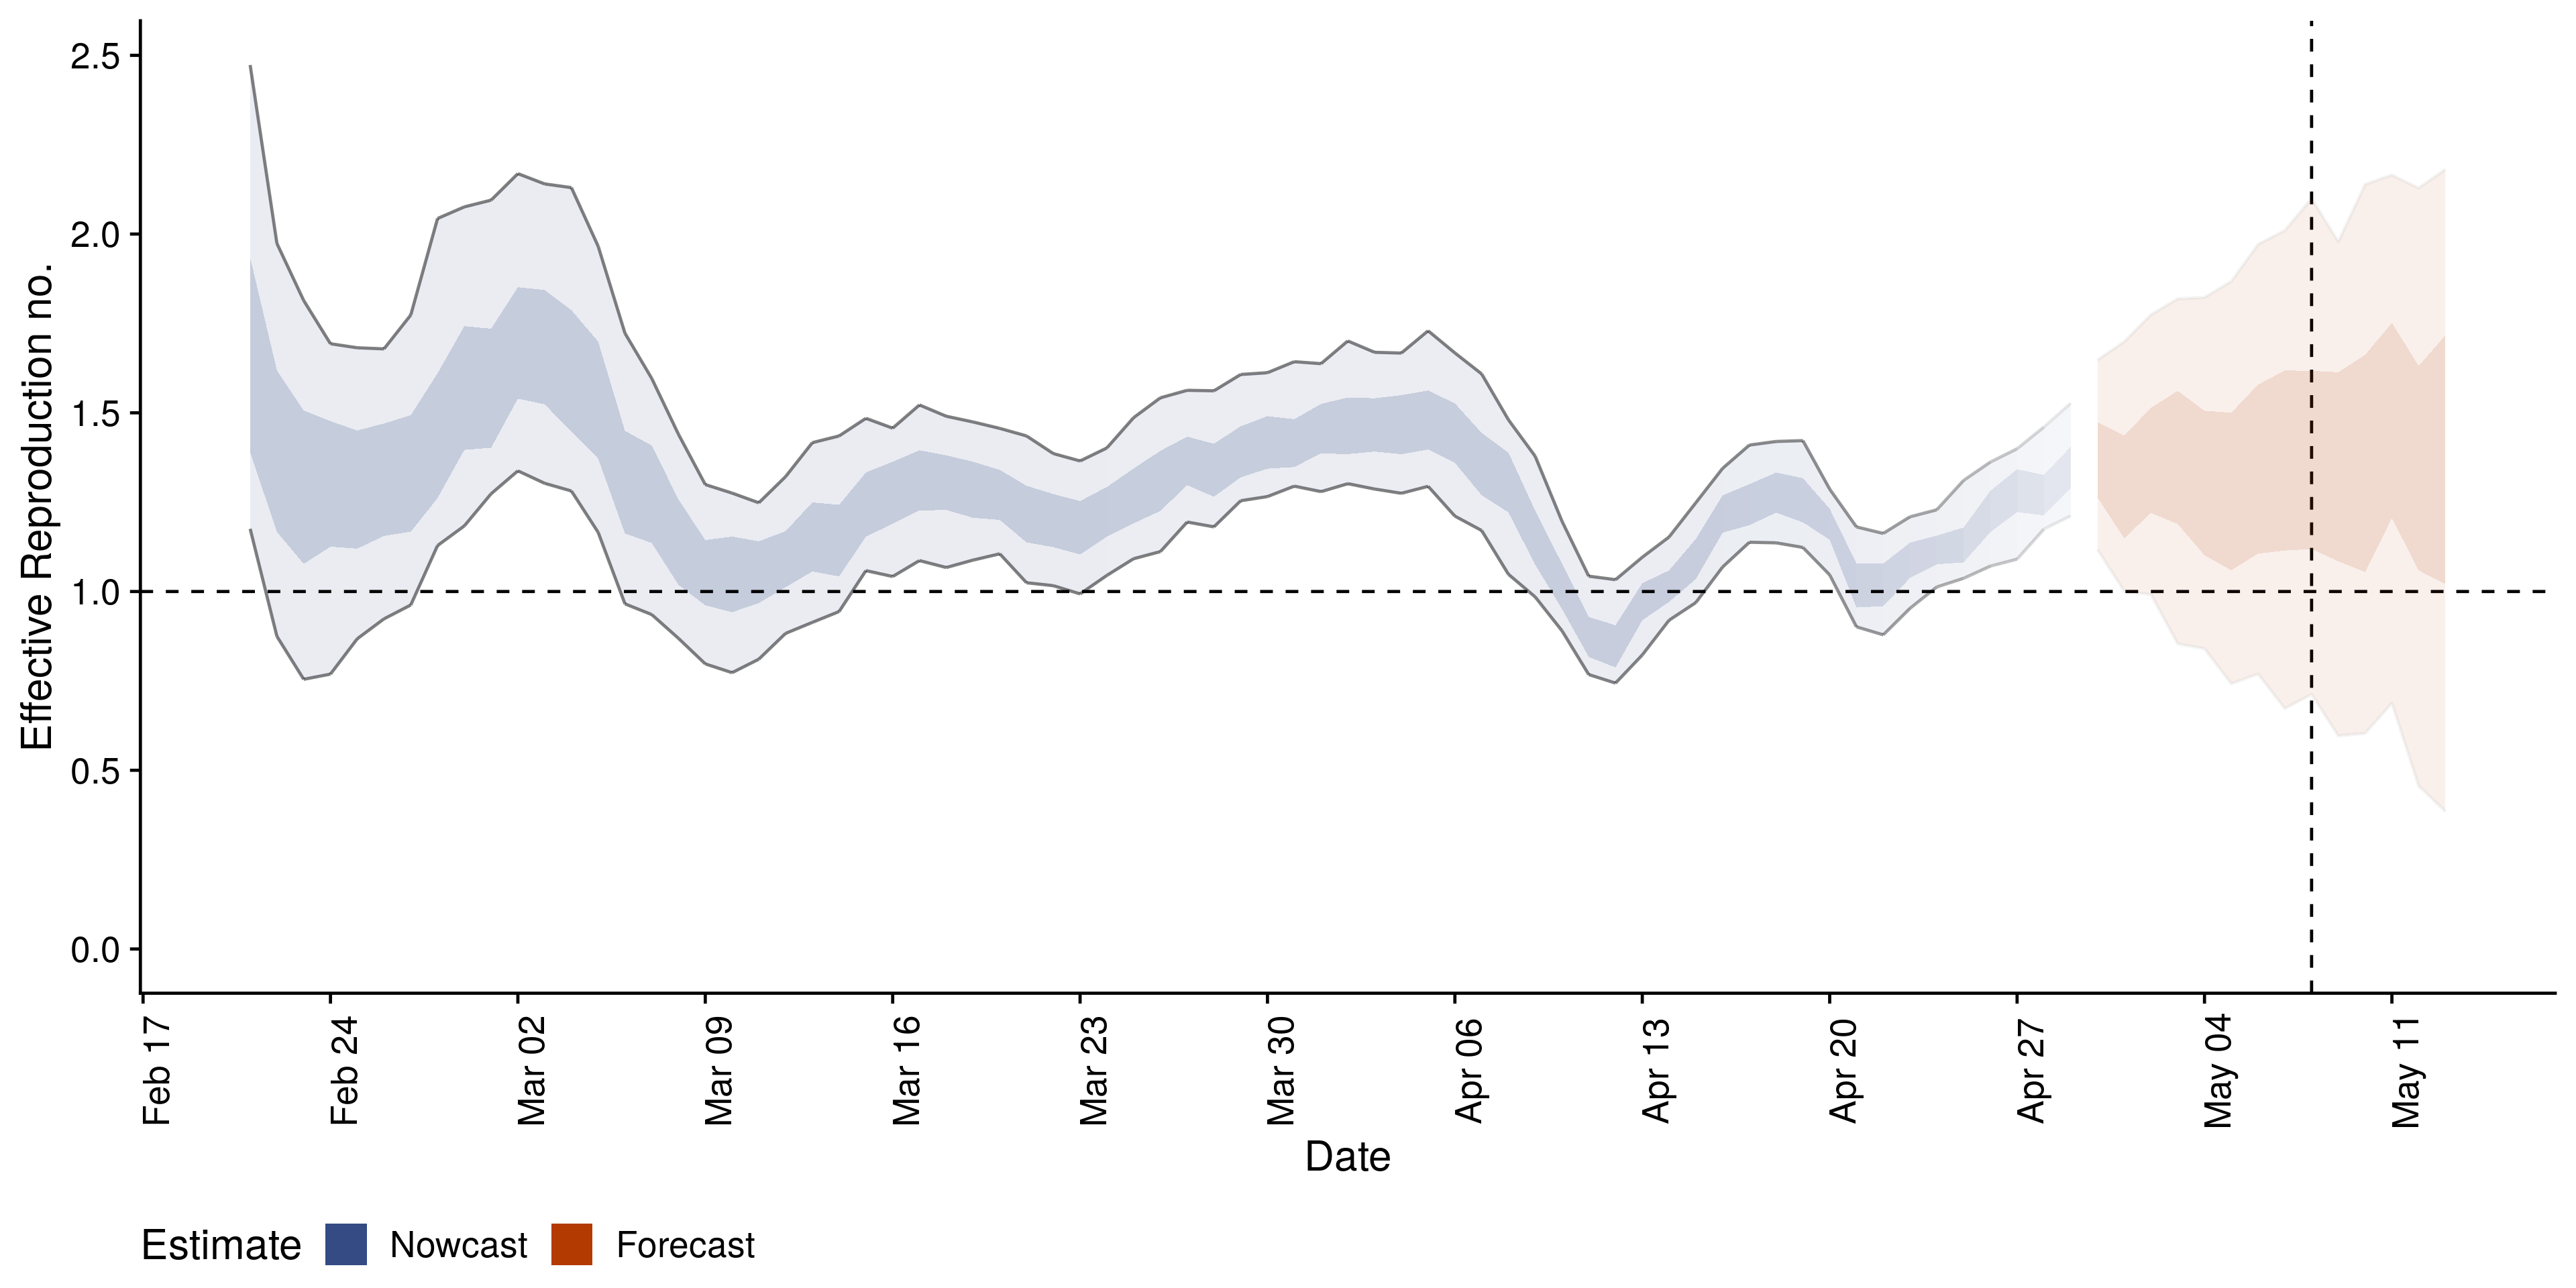 Effective Reproduction no.
2.5
2.0
1.5
1.0
0.5
0.0
Feb 17
Feb 24
Mar 02
Mar 09
Mar 16
Mar 23
Mar 30
Apr 06
Apr 13
Apr 20
Apr 27
May 04
May 11
Date
Estimate Nowcast Forecast